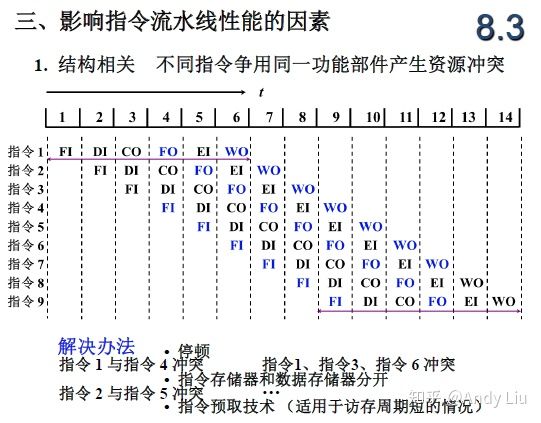 三、影响指令流水线性能的因素
8.3
1. 结构相关 不同指令争用同一功能部件产生资源冲突
t
1 2 3 4 5 6 7 8 9 10 11 12 13 14
指令 1 FI DI CO FO EI WO
指令 2 FI DI CO FO EI WO
指令 3 FI DI CO FO EI WO
指令 4 FI DI CO FO EI WO
指令 5 FI DI CO FO EI WO
指令 6 FI DI CO FO EI WO
指令 7 FI DI CO FO EI WO
指令 8 FI DI CO FO EI WO
指令 9 FI DI CO FO EI WO
解决办法 • 停顿
指令 1 与指令 4 冲突 指令1、指令3、指令 6 冲突
• 指令存储器和数据存储器分开
指令 2 与指令 5 冲突 …
• 指令预取技术 （适用于访存周期短的情况）
知乎 @Andy Liu